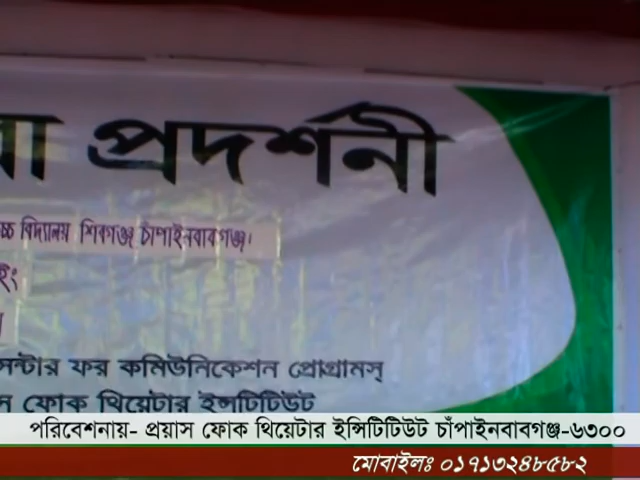 প্রদর্শনী
বিদ্যালয় শিবগঞ্জ চাঁপাইনবাবগঞ্জ।
ইং
সেন্টার ফর কমিউনিকেশন প্রোগ্রামস্
স ফোক থিয়েটার ইন্সটিটিউট
পরিবেশনায়- প্রয়াস ফোক থিয়েটার ইন্সিটিটিউট চাঁপাইনবাবগঞ্জ-৬৩০০
মোবাইলঃ ০১৭১৩২৪৮৫৮২